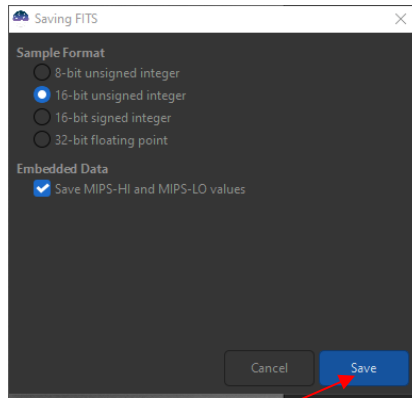 Saving FITS
Sample Format
8-bit unsigned integer
16-bit unsigned integer
16-bit signed integer
32-bit floating point
Embedded Data
Save MIPS-HI and MIPS-LO values
Cancel Save